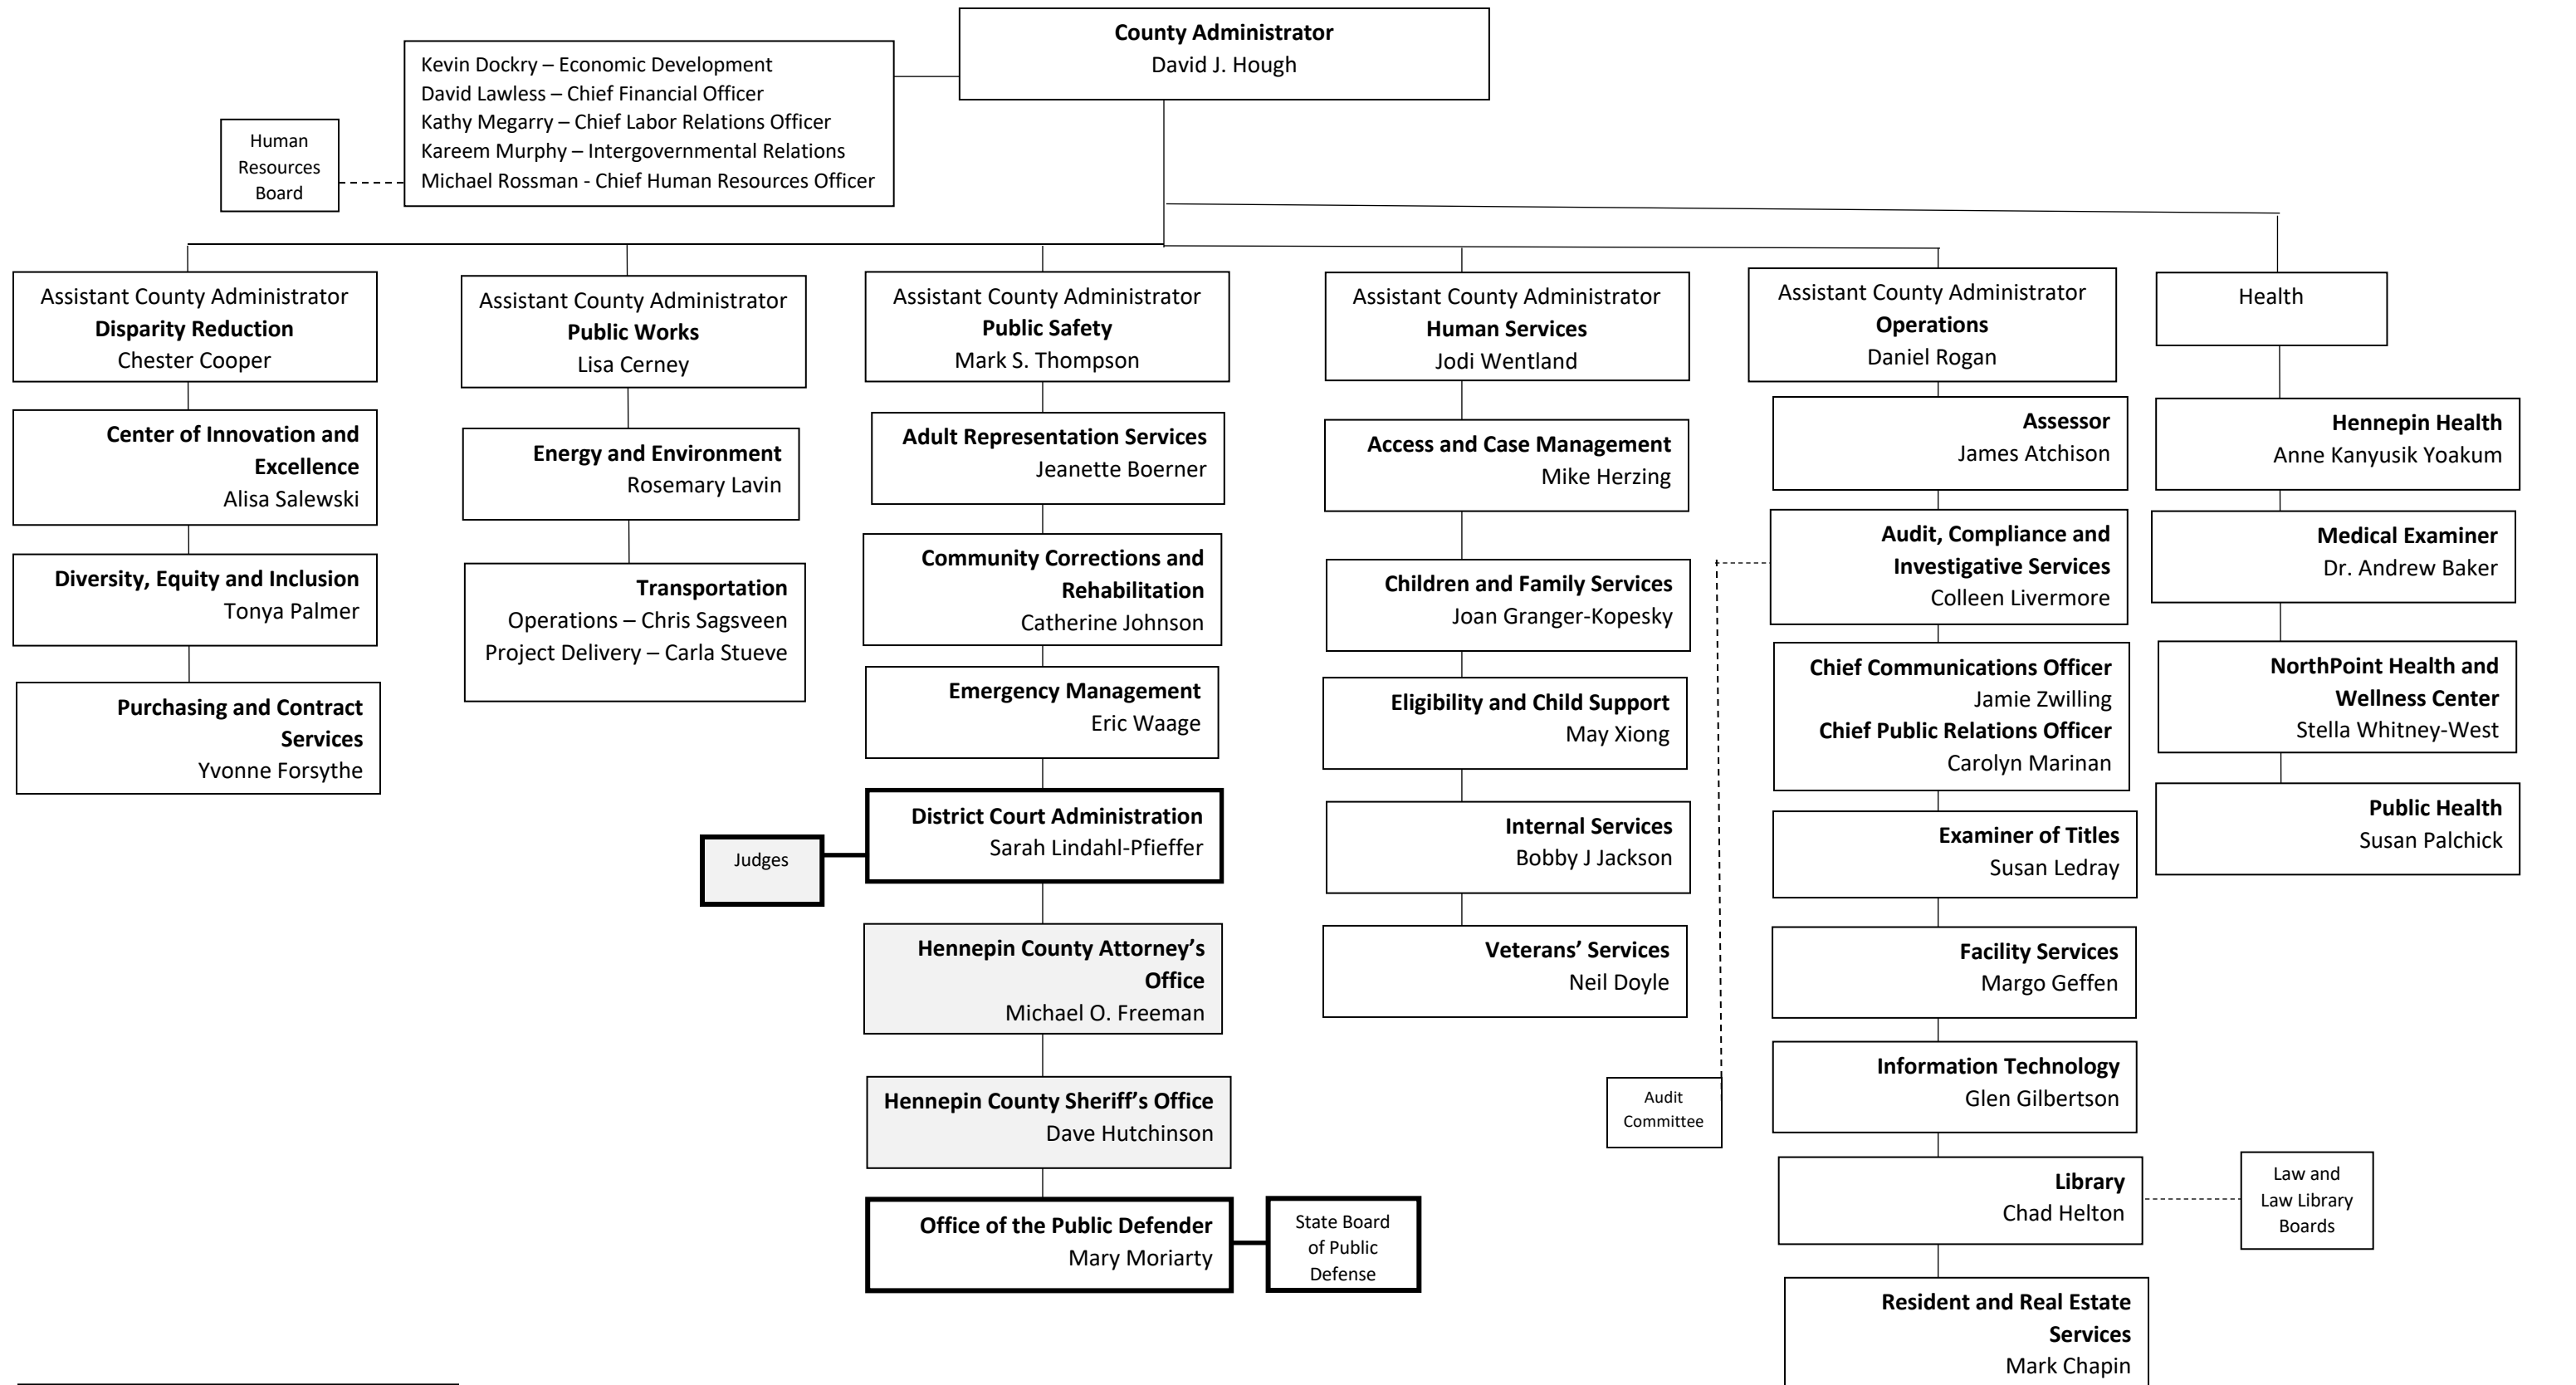 County Administrator
David J. Hough
Kevin Dockry – Economic Development
David Lawless – Chief Financial Officer
Kathy Megarry – Chief Labor Relations Officer
Kareem Murphy – Intergovernmental Relations
Michael Rossman - Chief Human Resources Officer
Human
Resources
Board
Assistant County Administrator
Disparity Reduction
Chester Cooper
Center of Innovation and
Excellence
Alisa Salewski
Diversity, Equity and Inclusion
Tonya Palmer
Purchasing and Contract
Services
Yvonne Forsythe
Assistant County Administrator
Public Works
Lisa Cerney
Energy and Environment
Rosemary Lavin
Transportation
Operations – Chris Sagsveen
Project Delivery – Carla Stueve
Assistant County Administrator
Public Safety
Mark S. Thompson
Adult Representation Services
Jeanette Boerner
Community Corrections and
Rehabilitation
Catherine Johnson
Emergency Management
Eric Waage
District Court Administration
Sarah Lindahl-Pfieffer
Judges
Hennepin County Attorney’s
Office
Michael O. Freeman
Hennepin County Sheriff’s Office
Dave Hutchinson
Office of the Public Defender
Mary Moriarty
State Board
of Public
Defense
Assistant County Administrator
Human Services
Jodi Wentland
Access and Case Management
Mike Herzing
Children and Family Services
Joan Granger-Kopesky
Eligibility and Child Support
May Xiong
Internal Services
Bobby J Jackson
Veterans’ Services
Neil Doyle
Assistant County Administrator
Operations
Daniel Rogan
Assessor
James Atchison
Audit, Compliance and
Investigative Services
Colleen Livermore
Audit
Committee
Chief Communications Officer
Jamie Zwilling
Chief Public Relations Officer
Carolyn Marinan
Examiner of Titles
Susan Ledray
Facility Services
Margo Geffen
Information Technology
Glen Gilbertson
Library
Chad Helton
Law and
Law Library
Boards
Resident and Real Estate
Services
Mark Chapin
Health
Hennepin Health
Anne Kanyusik Yoakum
Medical Examiner
Dr. Andrew Baker
NorthPoint Health and
Wellness Center
Stella Whitney-West
Public Health
Susan Palchick